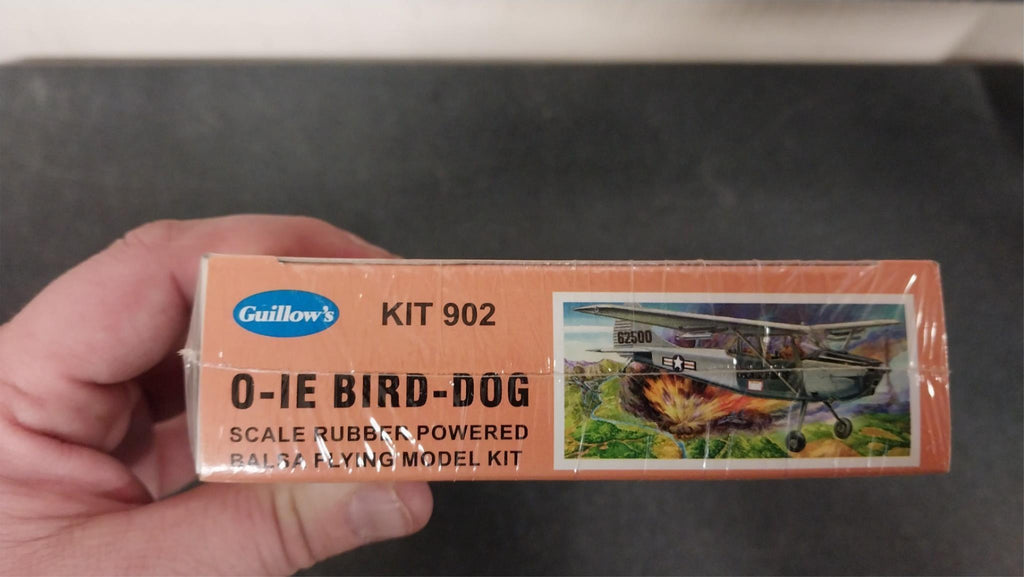 Guillow's
KIT 902
O-IE BIRD-DOG
SCALE RUBBER POWERED
BALSA FLYING MODEL KIT
62500